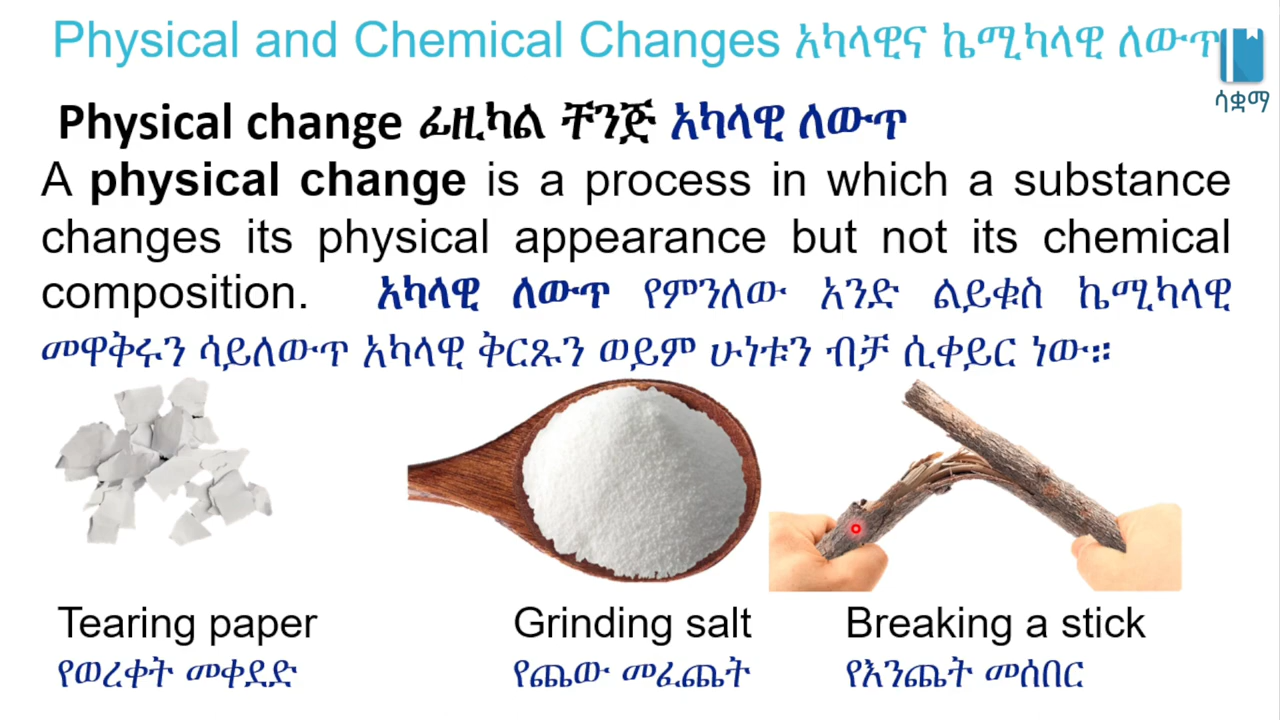 Physical and Chemical Changes አካላዊና ኬሚካላዊ ለውጥ
ሳቋማ
Physical change ፊዚካል ቸንጅ አካላዊ ለውጥ
A physical change is a process in which a substance
changes its physical appearance but not its chemical
composition. አካላዊ ለውጥ የምንለው አንድ ልይቁስ ኬሚካላዊ
መዋቅሩን ሳይለውጥ አካላዊ ቅርጹን ወይም ሁነቱን ብቻ ሲቀይር ነው።
Tearing paper
የወረቀት መቀደድ
Grinding salt
የጨው መፈጨት
Breaking a stick
የእንጨት መሰበር